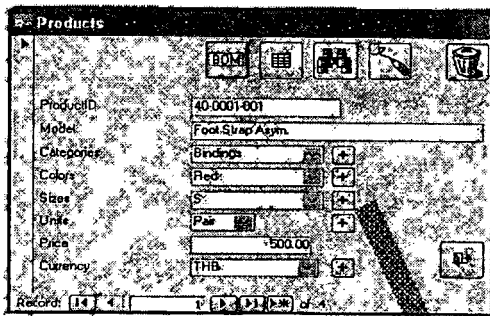 Products
BOM
ProductID 40-0001-001
Model Foot Strap Asym.
Categories Bindings
Colors Red
Sizes S
Units Pair
Price 500.00
Currency THB
Record: 1 of 4